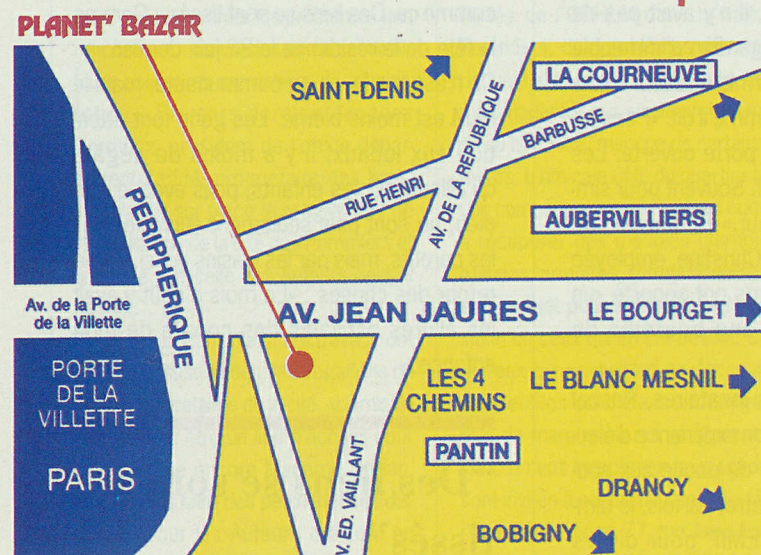 PLANET' BAZAR
SAINT-DENIS
LA COURNEUVE
AV. DE LA REPUBLIQUE
BARBUSSE
RUE HENRI
PERIPHERIQUE
AUBERVILLIERS
Av. de la Porte
de la Villette
AV. JEAN JAURES
LE BOURGET
PORTE
DE LA
VILLETTE
LES 4
CHEMINS
LE BLANC MESNIL
PANTIN
PARIS
AV. ED. VAILLANT
DRANCY
BOBIGNY